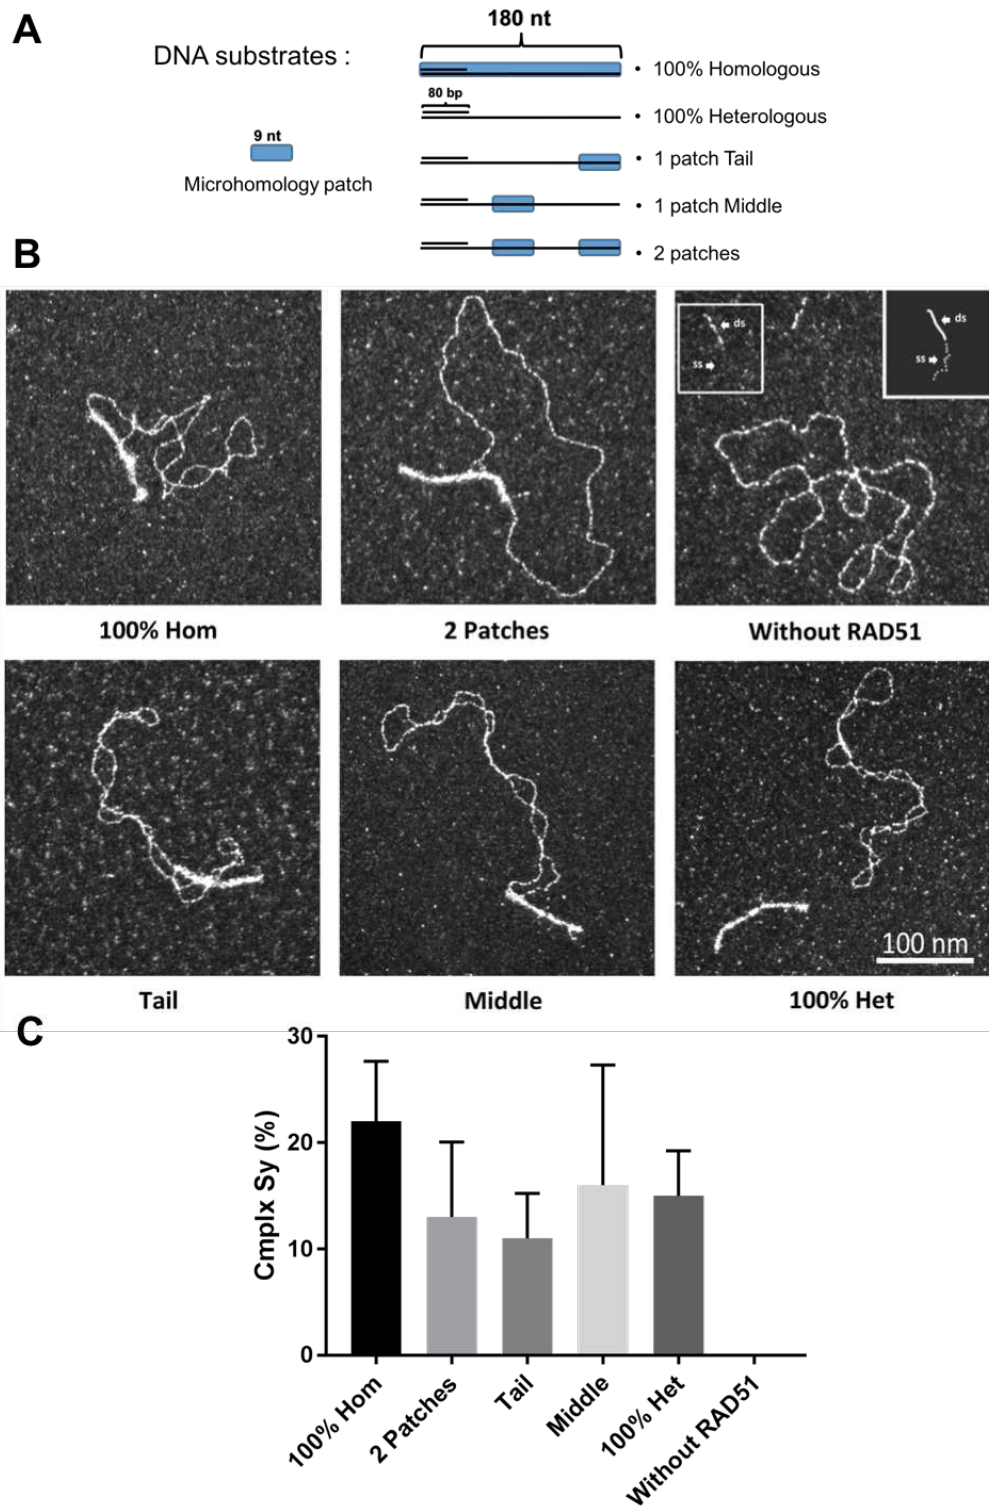 A
180 nt
DNA substrates :
• 100% Homologous
80 bp
• 100% Heterologous
9 nt
Microhomology patch
• 1 patch Tail
• 1 patch Middle
• 2 patches
B
ds
ss
ds
ss
100% Hom
2 Patches
Without RAD51
100 nm
Tail
Middle
100% Het
C
Cmplx Sy (%)
30
20
10
0
100% Hom
2 Patches
Tail
Middle
100% Het
Without RAD51